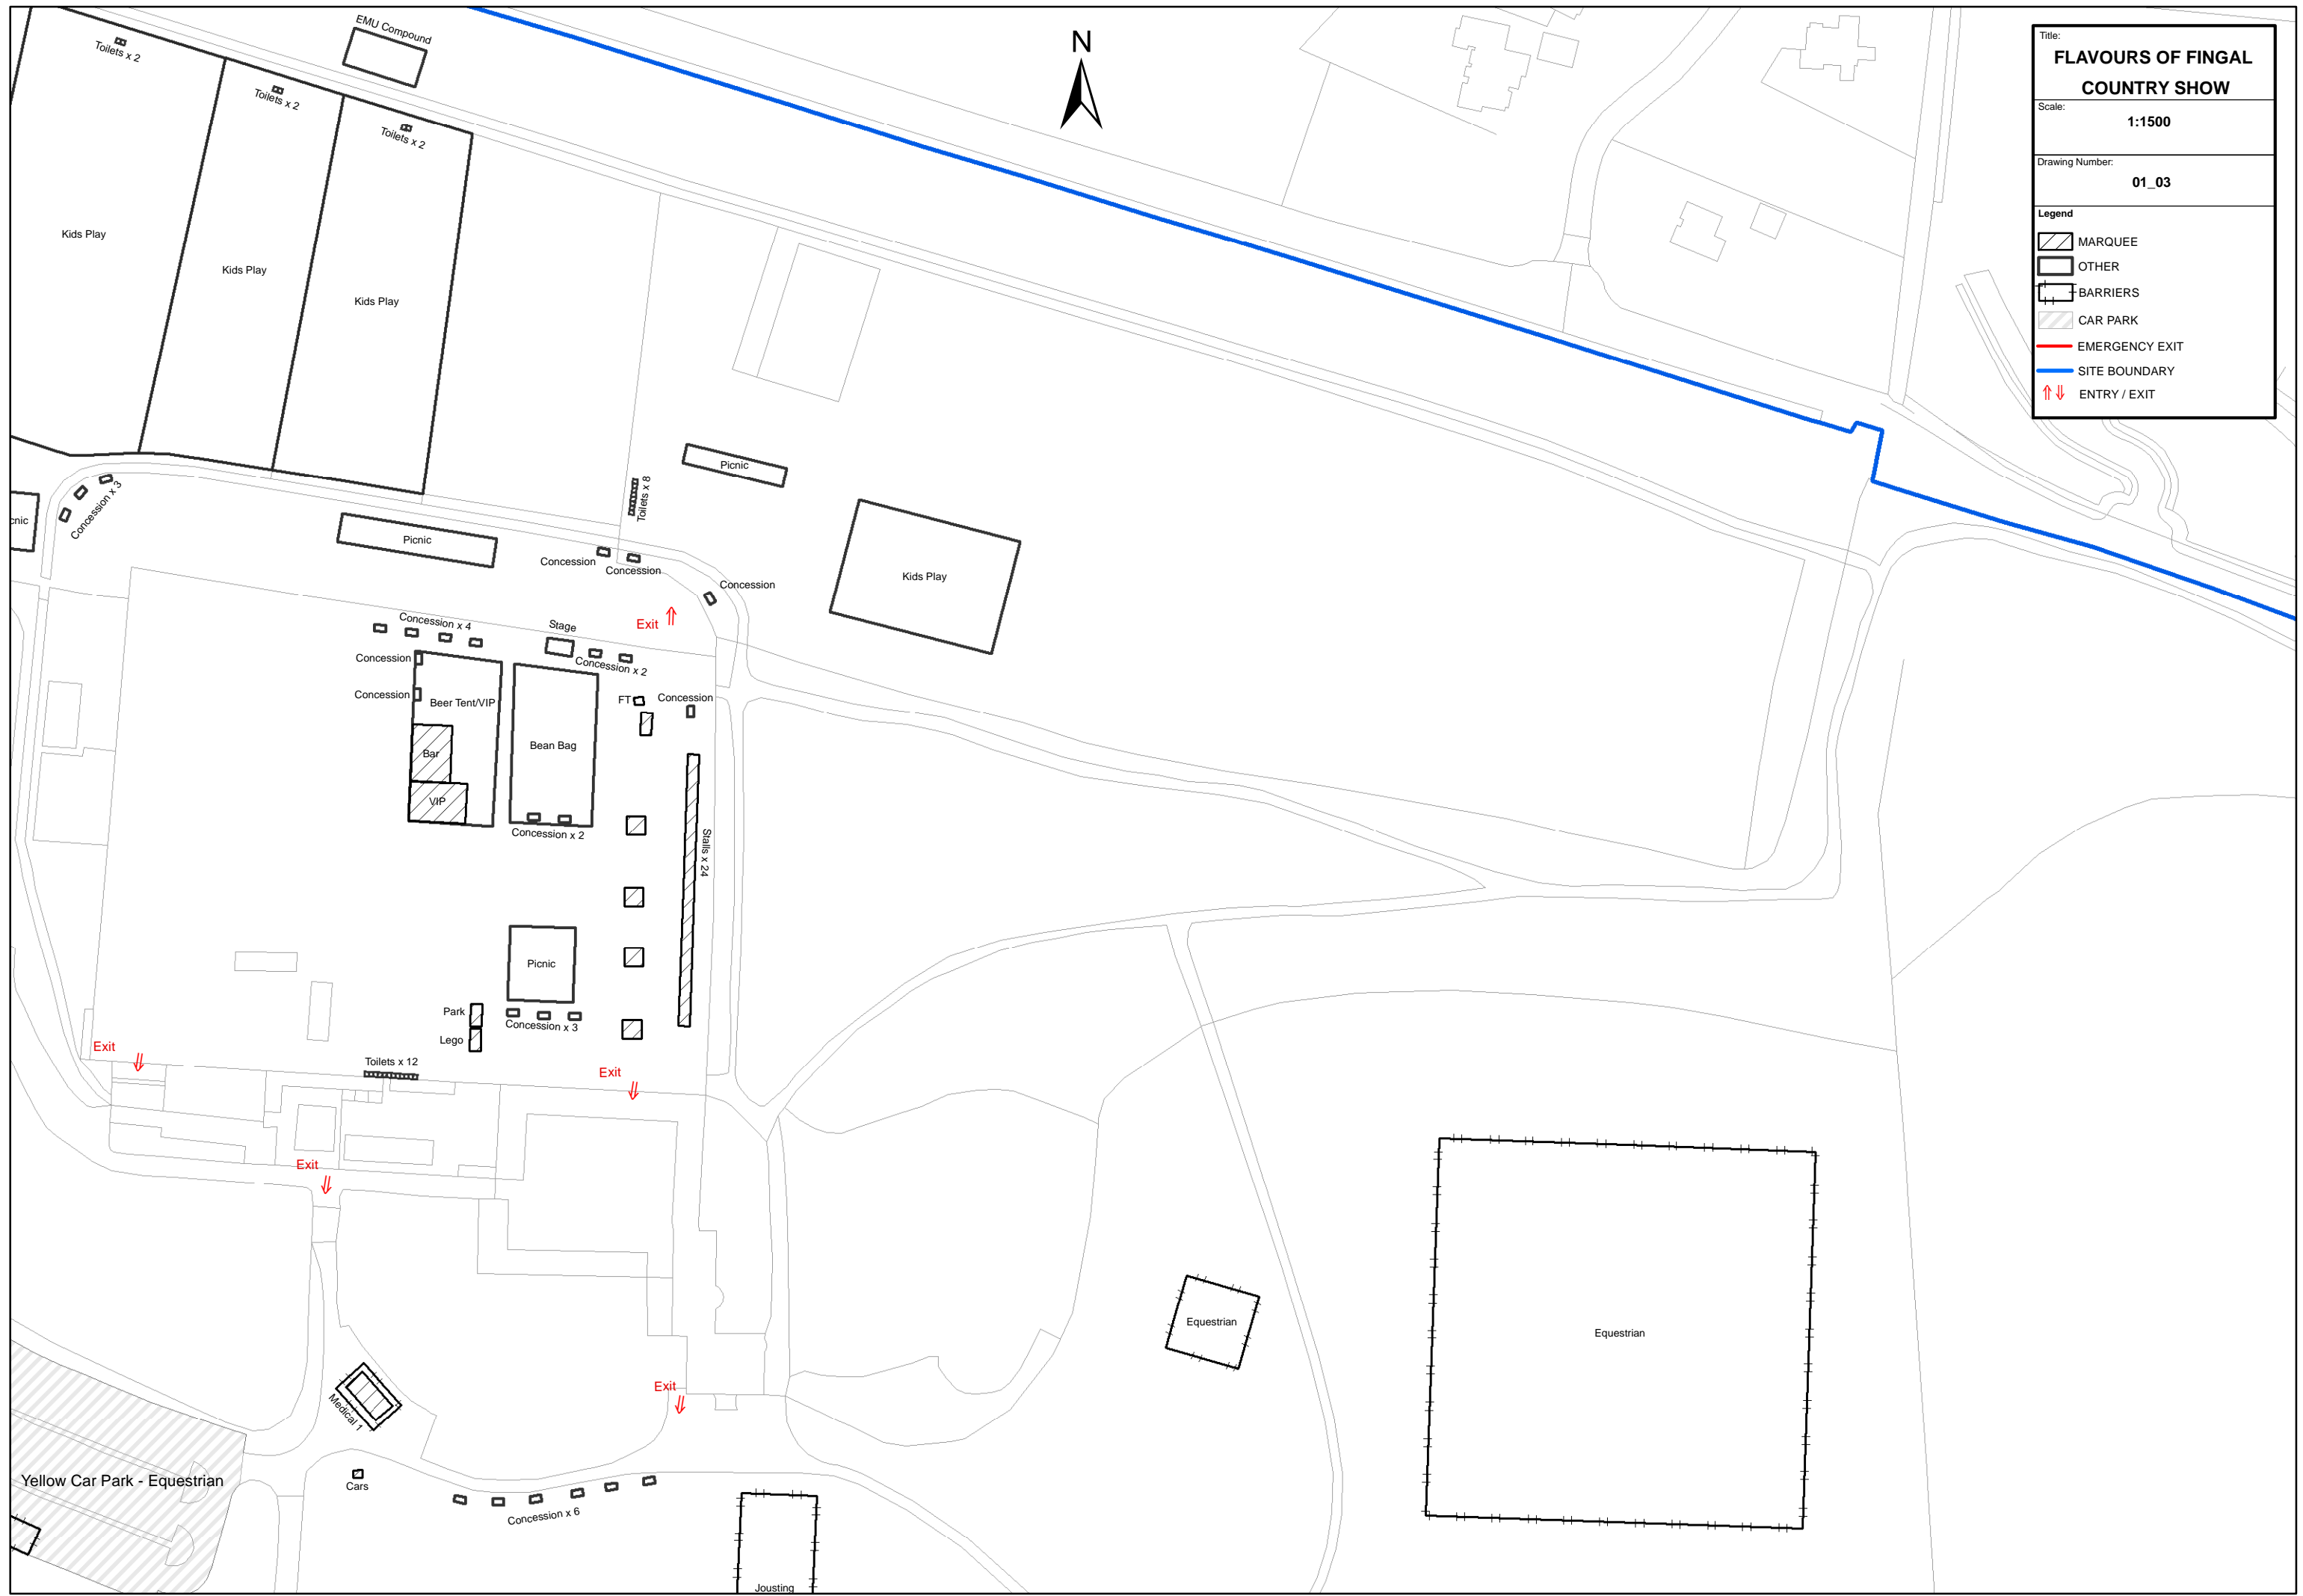 EMU Compound
Toilets x 2
Toilets x 2
Toilets x 2
N
Title:
FLAVOURS OF FINGAL
COUNTRY SHOW
Scale:
1:1500
Drawing Number:
01_03
Legend
MARQUEE
OTHER
BARRIERS
CAR PARK
EMERGENCY EXIT
SITE BOUNDARY
ENTRY / EXIT
Kids Play
Kids Play
Kids Play
Picnic
Toilets x 8
Concession x 3
cnic
Picnic
Concession
Concession
Concession
Kids Play
Exit
Concession x 4
Stage
Concession x 2
Concession
Concession
Beer Tent/VIP
FT
Concession
Bar
Bean Bag
VIP
Concession x 2
Stalls x 24
Picnic
Park
Concession x 3
Lego
Exit
Toilets x 12
Exit
Exit
Equestrian
Equestrian
Exit
Medical 1
Yellow Car Park - Equestrian
Cars
Concession x 6
Jousting